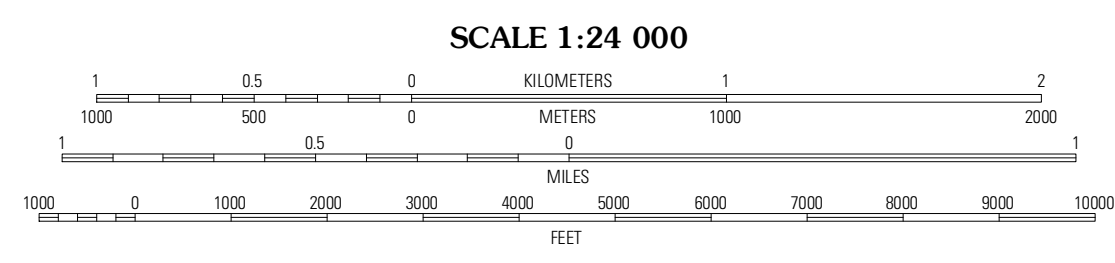 SCALE 1:24 000
1 0.5 0 KILOMETERS 1 2
1000 500 0 METERS 1000 2000
1 0.5 0 1
MILES
1000 0 1000 2000 3000 4000 5000 6000 7000 8000 9000 10000
FEET